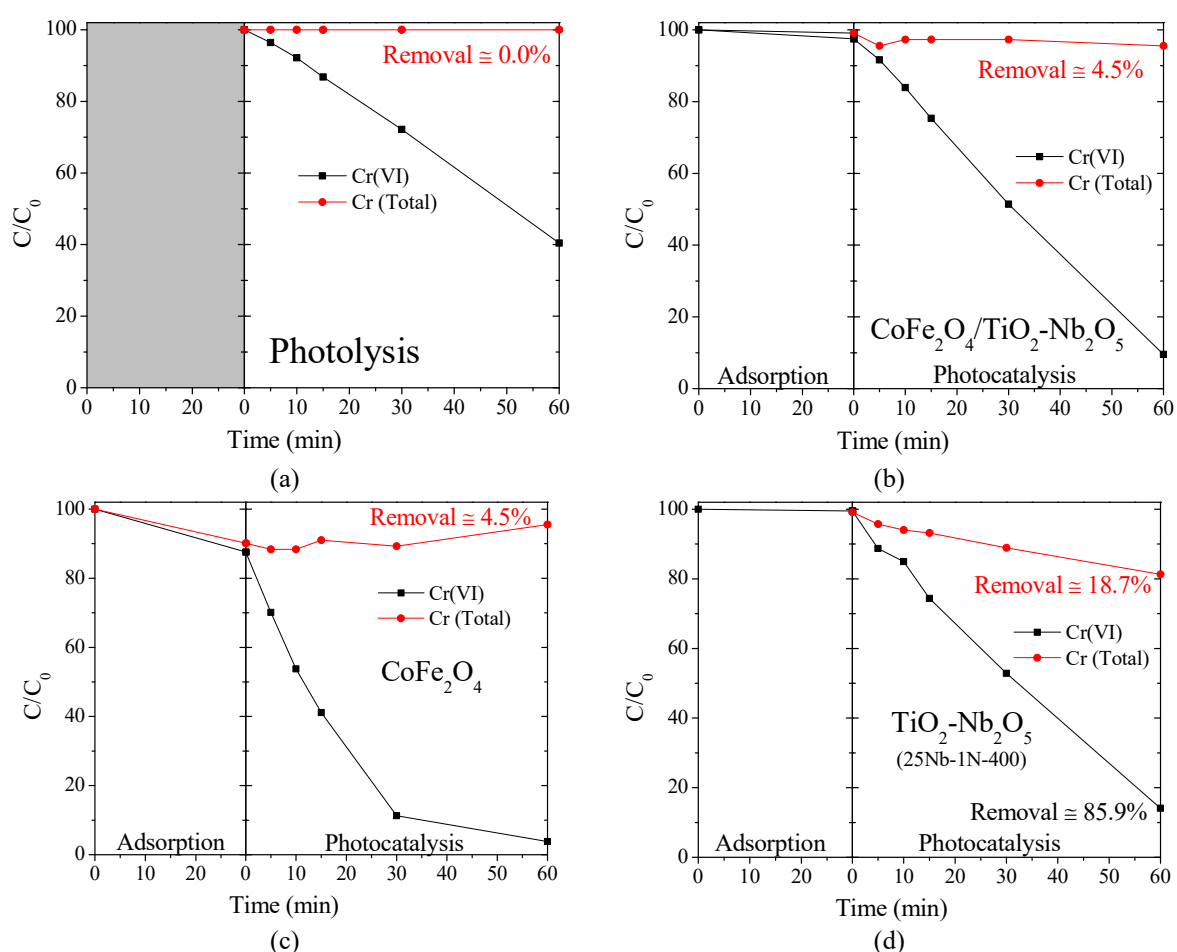 100
80
60
40
20
0
C/C₀
Removal ≅ 0.0%
Cr(VI)
Cr (Total)
Photolysis
0 10 20 0 10 20 30 40 50 60
Time (min)
(a)
100
80
60
40
20
0
C/C₀
Removal ≅ 4.5%
Cr(VI)
Cr (Total)
CoFe₂O₄/TiO₂-Nb₂O₅
Adsorption Photocatalysis
0 10 20 0 10 20 30 40 50 60
Time (min)
(b)
100
80
60
40
20
0
C/C₀
Removal ≅ 4.5%
Cr(VI)
Cr (Total)
CoFe₂O₄
Adsorption Photocatalysis
0 10 20 0 10 20 30 40 50 60
Time (min)
(c)
100
80
60
40
20
0
C/C₀
Removal ≅ 18.7%
Cr(VI)
Cr (Total)
TiO₂-Nb₂O₅
(25Nb-1N-400)
Removal ≅ 85.9%
Adsorption Photocatalysis
0 10 20 0 10 20 30 40 50 60
Time (min)
(d)